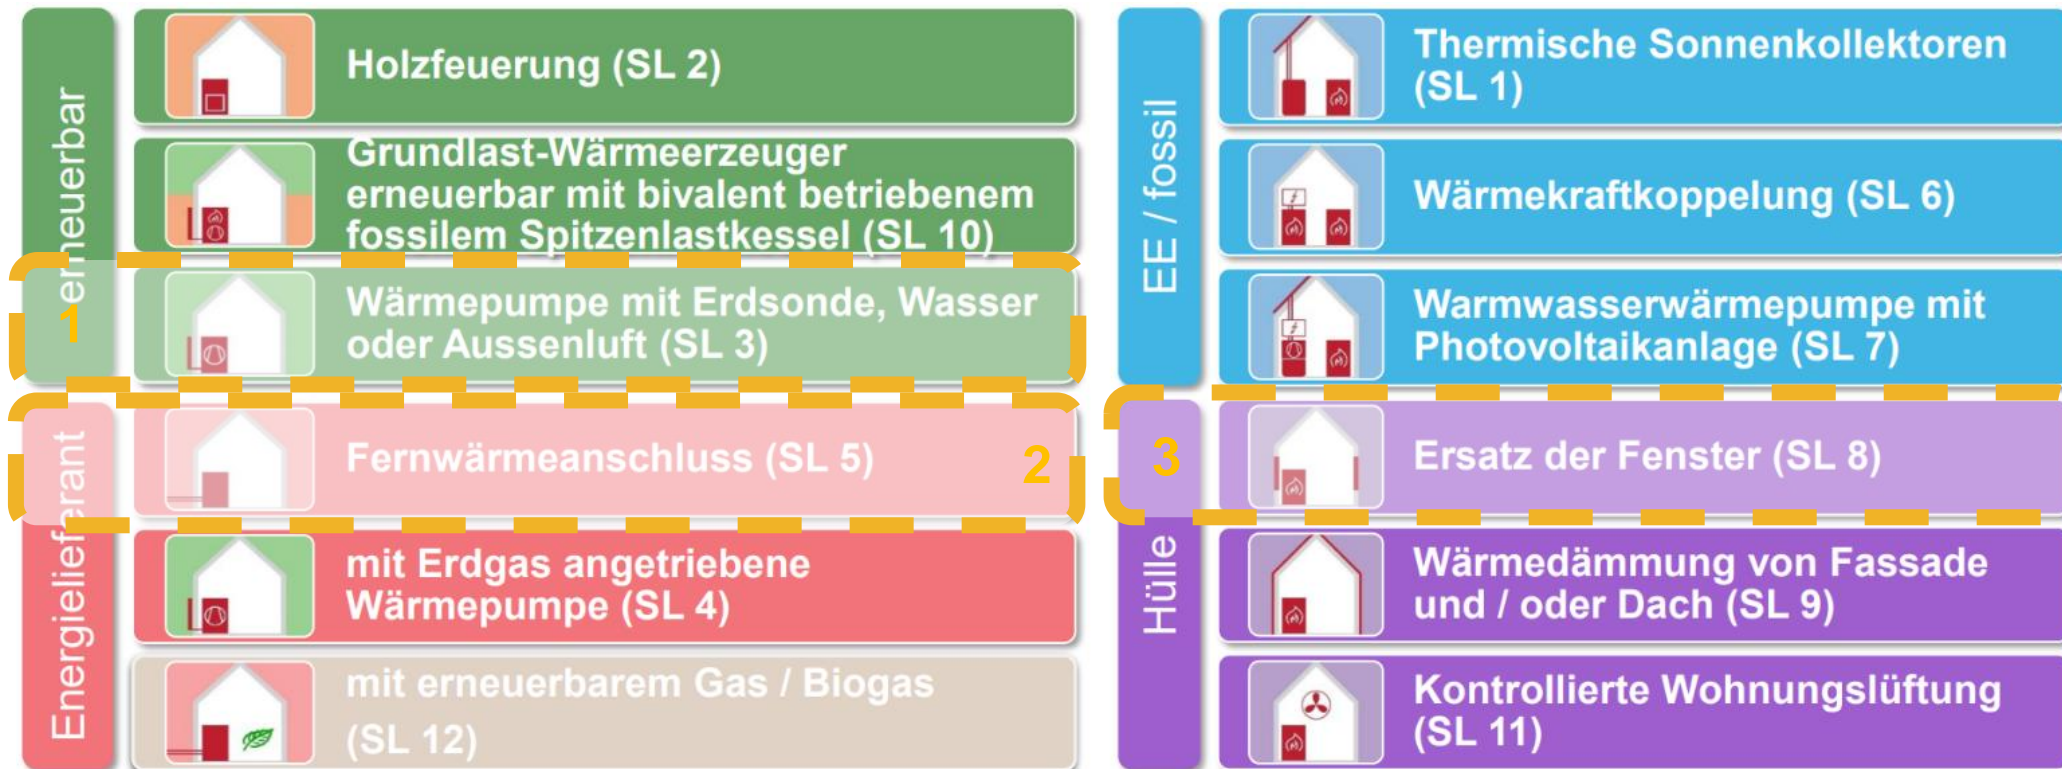 erneuerbar
Holzfeuerung (SL 2)
Grundlast-Wärmeerzeuger
erneuerbar mit bivalent betriebenem
fossilem Spitzenlastkessel (SL 10)
1
Wärmepumpe mit Erdsonde, Wasser
oder Aussenluft (SL 3)
Energielieferant
Fernwärmeanschluss (SL 5)
2
mit Erdgas angetriebene
Wärmepumpe (SL 4)
mit erneuerbarem Gas / Biogas
(SL 12)
EE / fossil
Thermische Sonnenkollektoren
(SL 1)
Wärmekraftkoppelung (SL 6)
Warmwasserwärmepumpe mit
Photovoltaikanlage (SL 7)
Hülle
3
Ersatz der Fenster (SL 8)
Wärmedämmung von Fassade
und / oder Dach (SL 9)
Kontrollierte Wohnungslüftung
(SL 11)